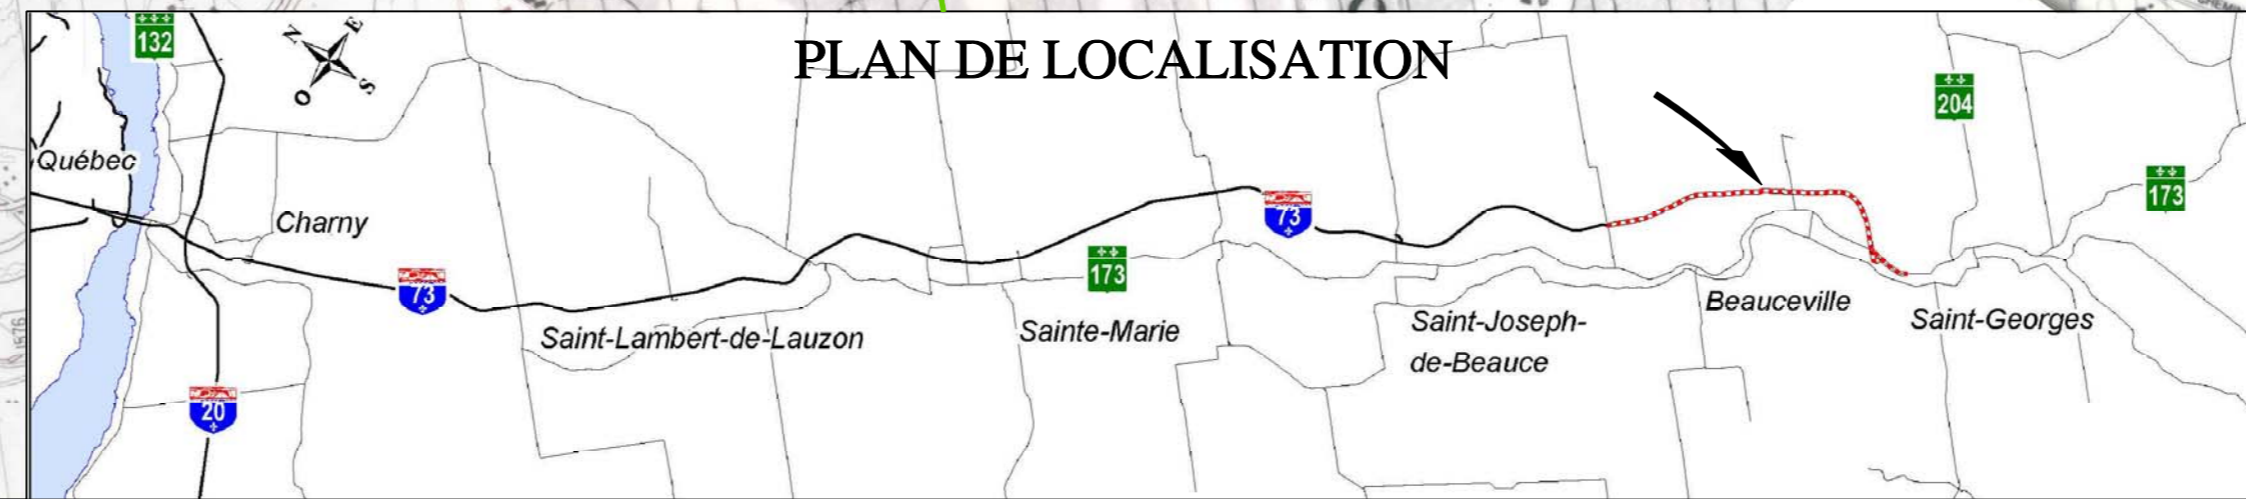 PLAN DE LOCALISATION
132
N
E
O
S
204
Québec
173
Charny
73
73
173
Saint-Lambert-de-Lauzon
Sainte-Marie
Saint-Joseph-
de-Beauce
Beauceville
Saint-Georges
20